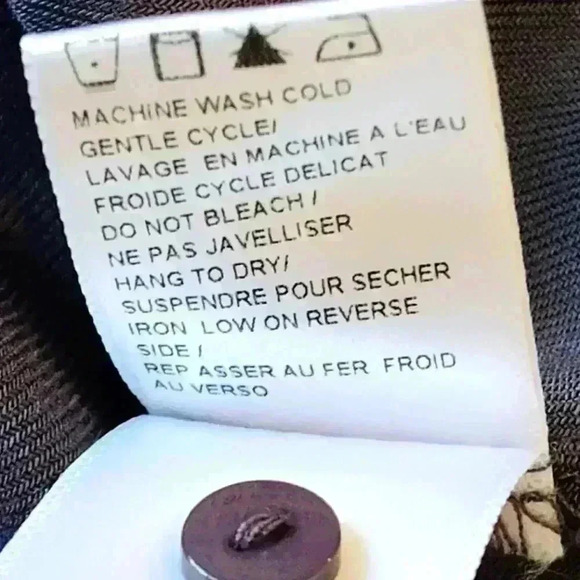 MACHINE WASH COLD
GENTLE CYCLE/
LAVAGE EN MACHINE A L'EAU
FROIDE CYCLE DELICAT
DO NOT BLEACH /
NE PAS JAVELLISER
HANG TO DRY/
SUSPENDRE POUR SECHER
IRON LOW ON REVERSE
SIDE /
REP ASSER AU FER FROID
AU VERSO